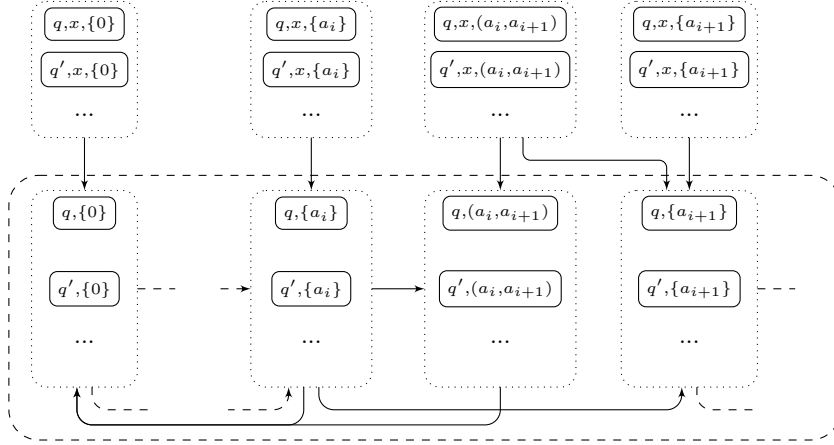 q,x,{0} q,x,{a_i} q,x,(a_i,a_{i+1}) q,x,{a_{i+1}}
q′,x,{0} q′,x,{a_i} q′,x,(a_i,a_{i+1}) q′,x,{a_{i+1}}
... ... ... ...
q,{0} q,{a_i} q,(a_i,a_{i+1}) q,{a_{i+1}}
q′,{0} q′,{a_i} q′,(a_i,a_{i+1}) q′,{a_{i+1}}
... ... ... ...